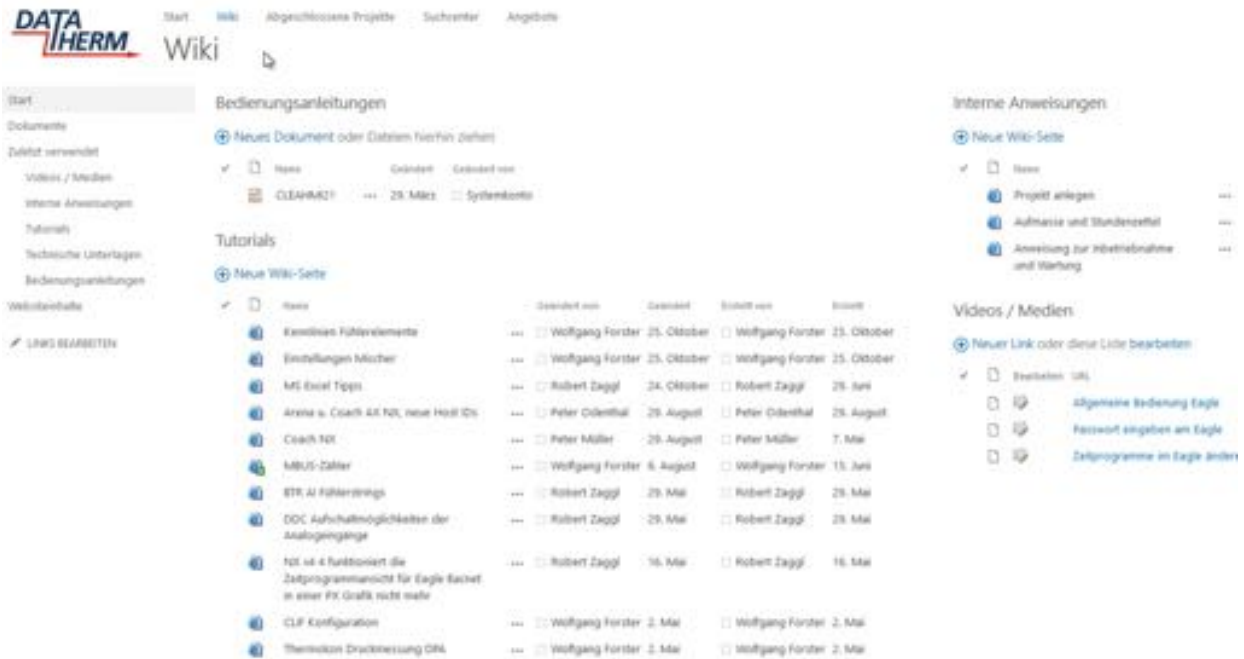 DATA
THERM
Start Wiki Abgeschlossene Projekte Suchcenter Angebote
Wiki
Start
Dokumente
Zuletzt verwendet
Videos / Medien
Interne Anweisungen
Tutorials
Technische Unterlagen
Bedienungsanleitungen
Websiteinhalte
LINKS BEARBEITEN
Bedienungsanleitungen
Neues Dokument oder Dateien hierhin ziehen
Name Geändert Geändert von
... 29. März Systemkonto
Tutorials
Neue Wiki-Seite
Name Geändert von Geändert Erstellt von Erstellt
Kennlinien Fühlerelemente ... Wolfgang Forster 25. Oktober Wolfgang Forster 25. Oktober
Einstellungen Mischer ... Wolfgang Forster 25. Oktober Wolfgang Forster 25. Oktober
MS Excel Tipps ... Robert Zaggl 24. Oktober Robert Zaggl 29. Juni
Arena u. Coach AX NX, neue Host IDs ... Peter Odenthal 29. August Peter Odenthal 29. August
Coach NX ... Peter Müller 29. August Peter Müller 7. Mai
MBUS-Zähler ... Wolfgang Forster 6. August Wolfgang Forster 15. Juni
BTR AI Fühlerstrings ... Robert Zaggl 29. Mai Robert Zaggl 29. Mai
DDC Aufschaltmöglichkeiten der
Analogeingänge ... Robert Zaggl 29. Mai Robert Zaggl 29. Mai
NX v4 4 funktioniert die
Zeitprogrammansicht für Eagle Bacnet
in einer PX Grafik nicht mehr ... Robert Zaggl 16. Mai Robert Zaggl 16. Mai
CLIF Konfiguration ... Wolfgang Forster 2. Mai Wolfgang Forster 2. Mai
Thermokon Druckmessung DPA ... Wolfgang Forster 2. Mai Wolfgang Forster 2. Mai
Interne Anweisungen
Neue Wiki-Seite
Name
Projekt anlegen ...
Aufmasse und Stundenzettel ...
Anweisung zur Inbetriebnahme ...
und Wartung
Videos / Medien
Neuer Link oder diese Liste bearbeiten
Bearbeiten URL
Allgemeine Bedienung Eagle
Passwort eingeben am Eagle
Zeitprogramme im Eagle ändere